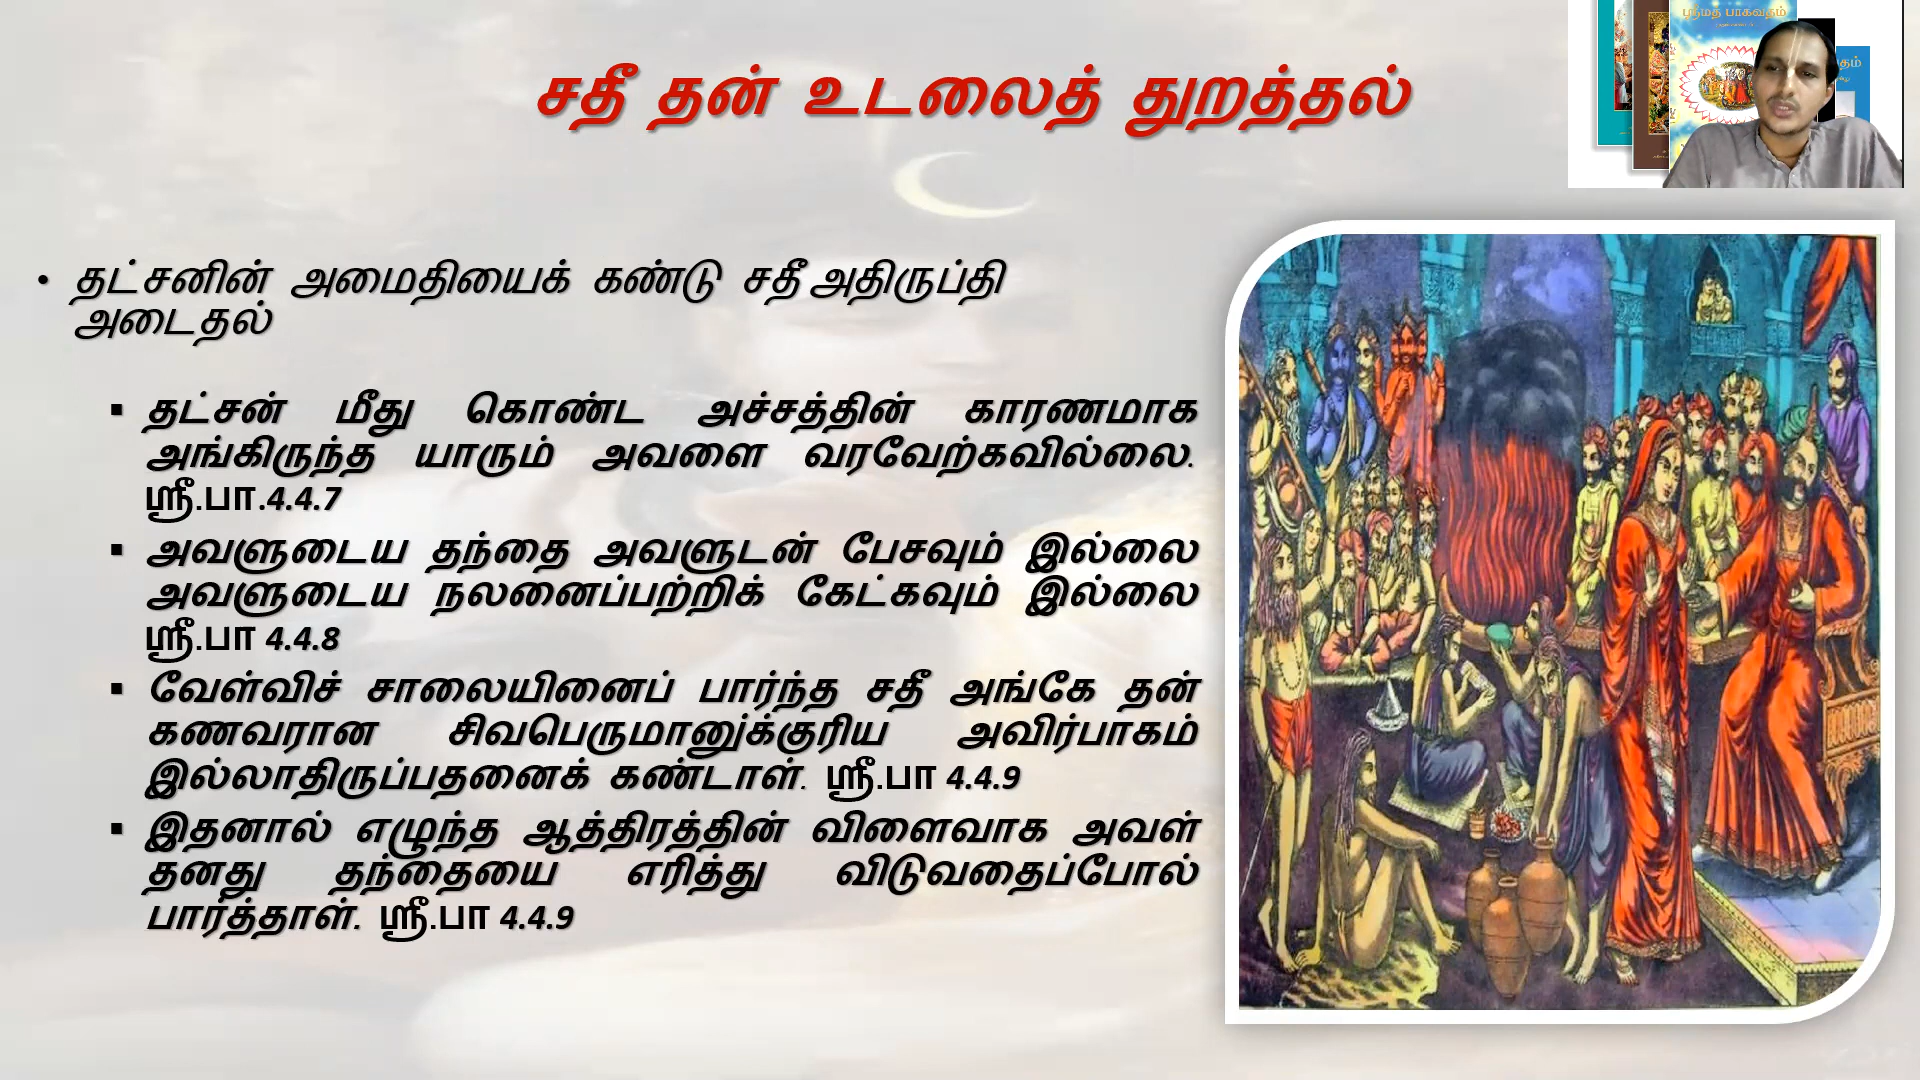 ஸ்ரீமத் பாகவதம்
சதீ தன் உடலைத் துறத்தல்
• தட்சனின் அமைதியைக் கண்டு சதீ அதிருப்தி
அடைதல்
▪ தட்சன் மீது கொண்ட அச்சத்தின் காரணமாக
அங்கிருந்த யாரும் அவளை வரவேற்கவில்லை.
ஸ்ரீ.பா.4.4.7
▪ அவளுடைய தந்தை அவளுடன் பேசவும் இல்லை
அவளுடைய நலனைப்பற்றிக் கேட்கவும் இல்லை
ஸ்ரீ.பா 4.4.8
▪ வேள்விச் சாலையினைப் பார்ந்த சதீ அங்கே தன்
கணவரான சிவபெருமானு்க்குரிய அவிர்பாகம்
இல்லாதிருப்பதனைக் கண்டாள். ஸ்ரீ.பா 4.4.9
▪ இதனால் எழுந்த ஆத்திரத்தின் விளைவாக அவள்
தனது தந்தையை எரித்து விடுவதைப்போல்
பார்த்தாள். ஸ்ரீ.பா 4.4.9